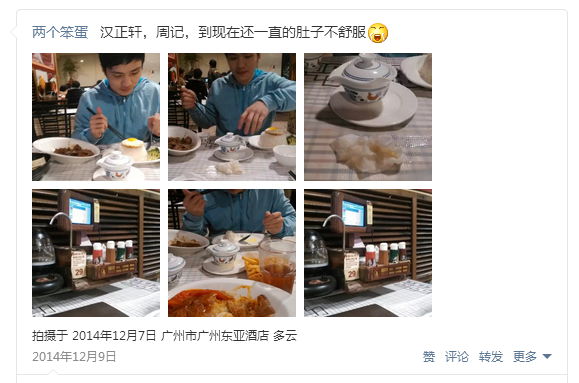 两个笨蛋 汉正轩，周记，到现在还一直的肚子不舒服
29
29
拍摄于 2014年12月7日 广州市广州东亚酒店 多云
2014年12月9日 赞 评论 转发 更多